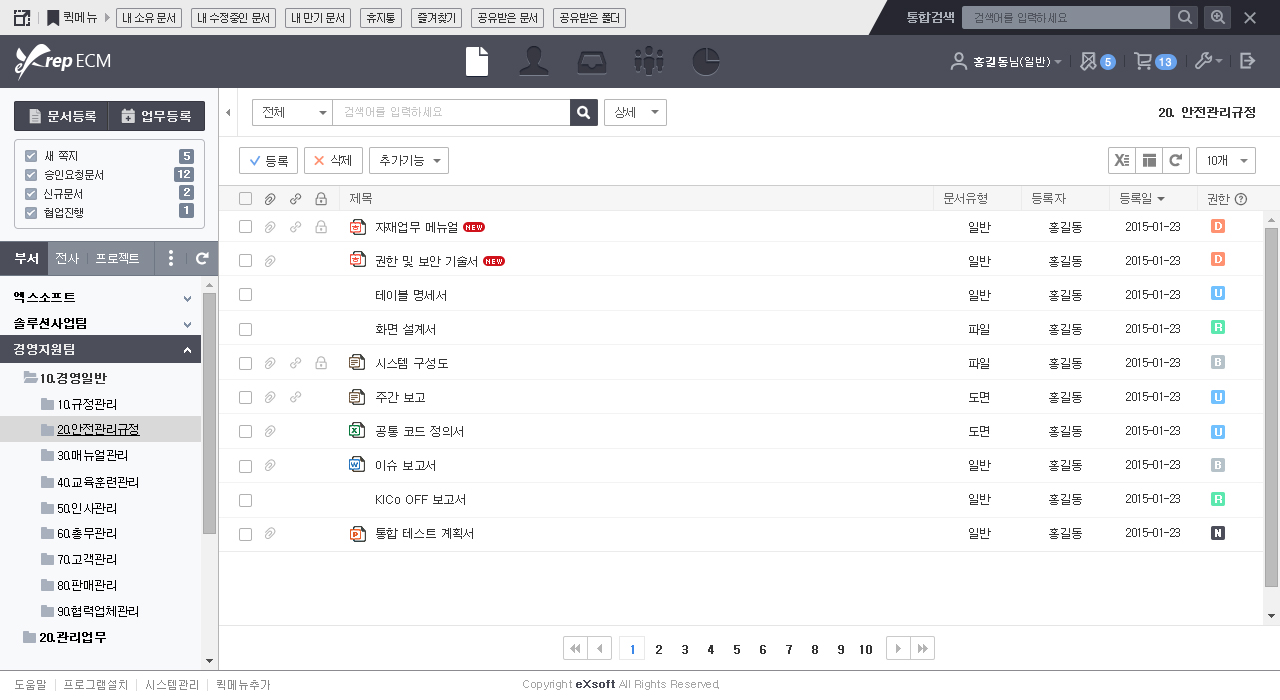 퀵메뉴 내 소유 문서 내 수정중인 문서 내 만기 문서 휴지통 즐겨찾기 공유받은 문서 공유받은 폴더 통합검색 검색어를 입력하세요
Xrep ECM 홍길동님(일반) 5 13
문서등록 업무등록
새 쪽지 5
승인요청문서 12
신규문서 2
협업진행 1
부서 전사 프로젝트
엑스소프트
솔루션사업팀
경영지원팀
10.경영일반
10.규정관리
20.안전관리규정
30.매뉴얼관리
40.교육훈련관리
50.인사관리
60.총무관리
70.고객관리
80.판매관리
90.협력업체관리
20.관리업무
전체 검색어를 입력하세요 상세 20. 안전관리규정
등록 삭제 추가기능 10개
제목 문서유형 등록자 등록일 권한
자재업무 메뉴얼 NEW 일반 홍길동 2015-01-23 D
권한 및 보안 기술서 NEW 일반 홍길동 2015-01-23 D
테이블 명세서 일반 홍길동 2015-01-23 U
화면 설계서 파일 홍길동 2015-01-23 R
시스템 구성도 파일 홍길동 2015-01-23 B
주간 보고 도면 홍길동 2015-01-23 U
공통 코드 정의서 도면 홍길동 2015-01-23 U
이슈 보고서 일반 홍길동 2015-01-23 B
KICo OFF 보고서 일반 홍길동 2015-01-23 R
통합 테스트 계획서 일반 홍길동 2015-01-23 N
1 2 3 4 5 6 7 8 9 10
도움말 프로그램설치 시스템관리 퀵메뉴추가 Copyright eXsoft All Rights Reserved.